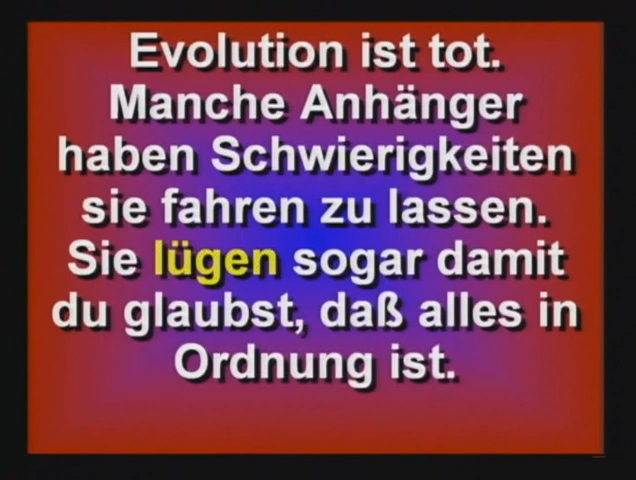 Evolution ist tot.
Manche Anhänger
haben Schwierigkeiten
sie fahren zu lassen.
Sie lügen sogar damit
du glaubst, daß alles in
Ordnung ist.